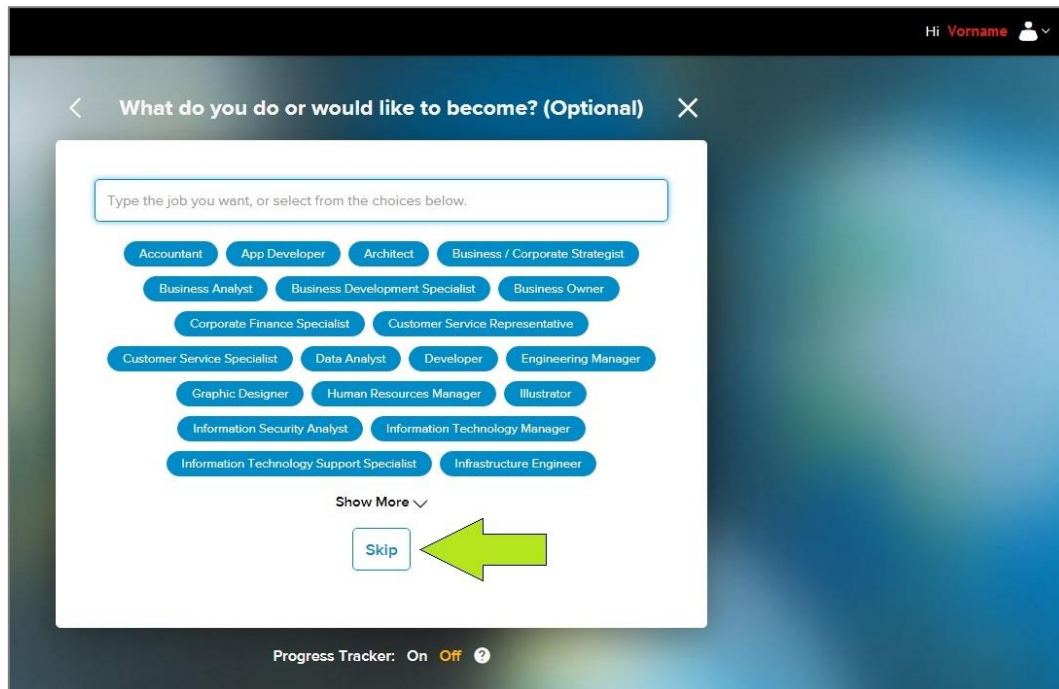 Hi Vorname
What do you do or would like to become? (Optional)
Type the job you want, or select from the choices below.
Accountant App Developer Architect Business / Corporate Strategist
Business Analyst Business Development Specialist Business Owner
Corporate Finance Specialist Customer Service Representative
Customer Service Specialist Data Analyst Developer Engineering Manager
Graphic Designer Human Resources Manager Illustrator
Information Security Analyst Information Technology Manager
Information Technology Support Specialist Infrastructure Engineer
Show More
Skip
Progress Tracker: On Off ?